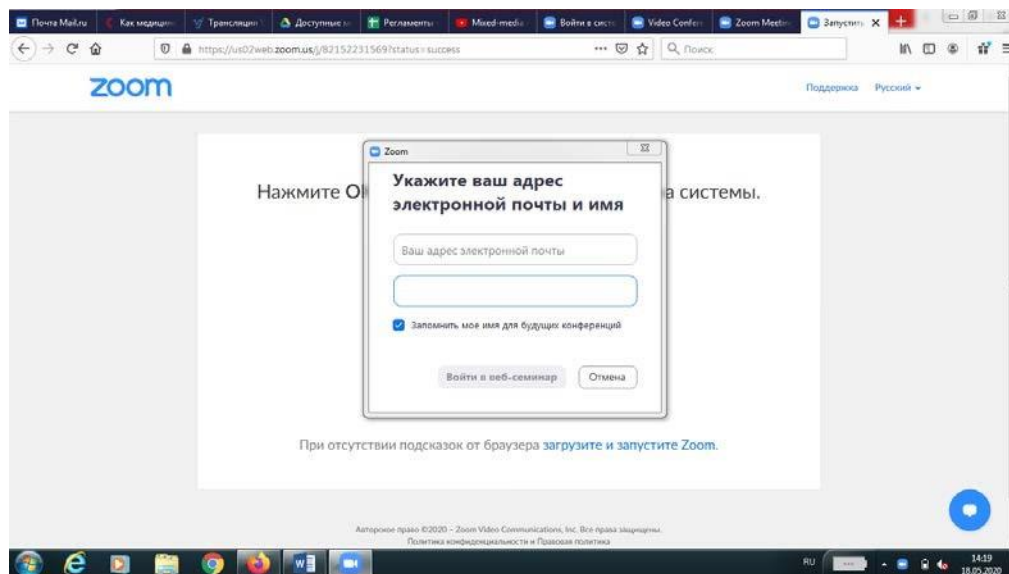 Почта Mail.ru
Как медицин
Трансляции
Доступные
Регламенты
Mixed-media
Войти в сист
Video Confer
Zoom Meetin
Запустить
https://us02web.zoom.us/j/82152231569?status=success
Поиск
zoom
Поддержка
Русский
Zoom
Укажите ваш адрес
электронной почты и имя
Нажмите
а системы.
Ваш адрес электронной почты
Запомнить мое имя для будущих конференций
Войти в веб-семинар
Отмена
При отсутствии подсказок от браузера загрузите и запустите Zoom.
Авторское право ©2020 - Zoom Video Communications, Inc. Все права защищены.
Политика конфиденциальности и Правовая политика
RU
14:19
18.05.2020